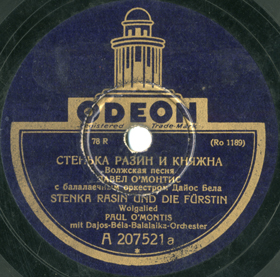 ODEON
Registered Trade-Mark
78 R (Ro 1189)
СТЕНЬКА РАЗИН И КНЯЖНА
Волжская песня
ПАВЕЛ О'МОНТИС
с балалаечным оркестром Дайос Бела
STENKA RASIN UND DIE FÜRSTIN
Wolgalied
PAUL O'MONTIS
mit Dajos-Béla-Balalaika-Orchester
A 207521a
*